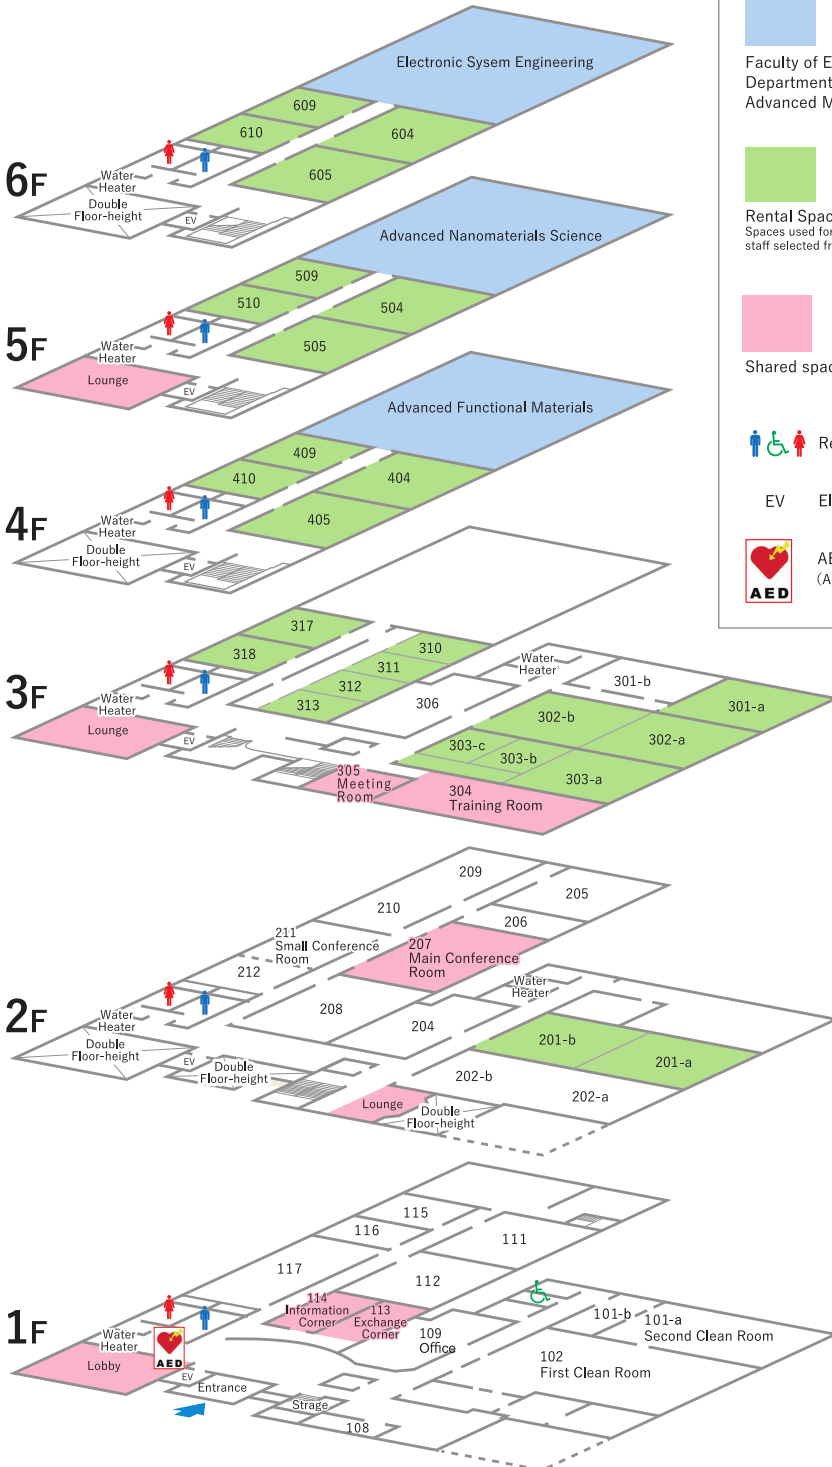 Electronic Sysem Engineering
609
610
604
605
6F
Water
Heater
Double
Floor-height
EV
Advanced Nanomaterials Science
509
510
504
505
5F
Water
Heater
Lounge
EV
Advanced Functional Materials
409
410
404
405
4F
Water
Heater
Double
Floor-height
EV
317
318
310
311
312
313
306
3F
Water
Heater
Lounge
EV
Water
Heater
301-b
301-a
302-b
302-a
303-c
303-b
303-a
305
Meeting
Room
304
Training Room
209
210
205
206
211
Small Conference
Room
207
Main Conference
Room
212
208
204
2F
Water
Heater
Double
Floor-height
EV
Double
Floor-height
Water
Heater
201-b
201-a
202-b
202-a
Lounge
Double
Floor-height
115
116
111
117
112
114
Information
Corner
113
Exchange
Corner
109
Office
1F
Water
Heater
Lobby
AED
EV
Entrance
Strage
108
101-b
101-a
Second Clean Room
102
First Clean Room
Faculty of E
Department
Advanced M
Rental Spac
Spaces used for
staff selected fr
Shared spac
Re
EV
El
AED
AE
(A